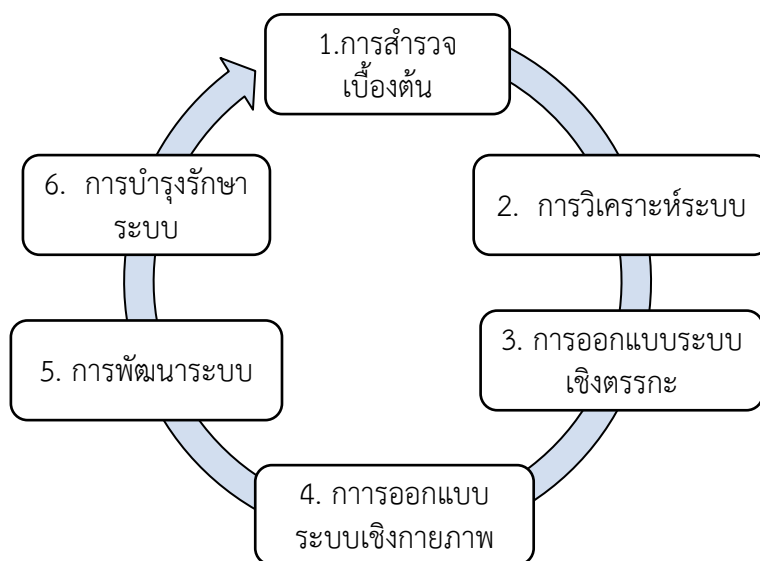 1.การสำรวจ
เบื้องต้น
2. การวิเคราะห์ระบบ
3. การออกแบบระบบ
เชิงตรรกะ
4. กาารออกแบบ
ระบบเชิงกายภาพ
5. การพัฒนาระบบ
6. การบำรุงรักษา
ระบบ